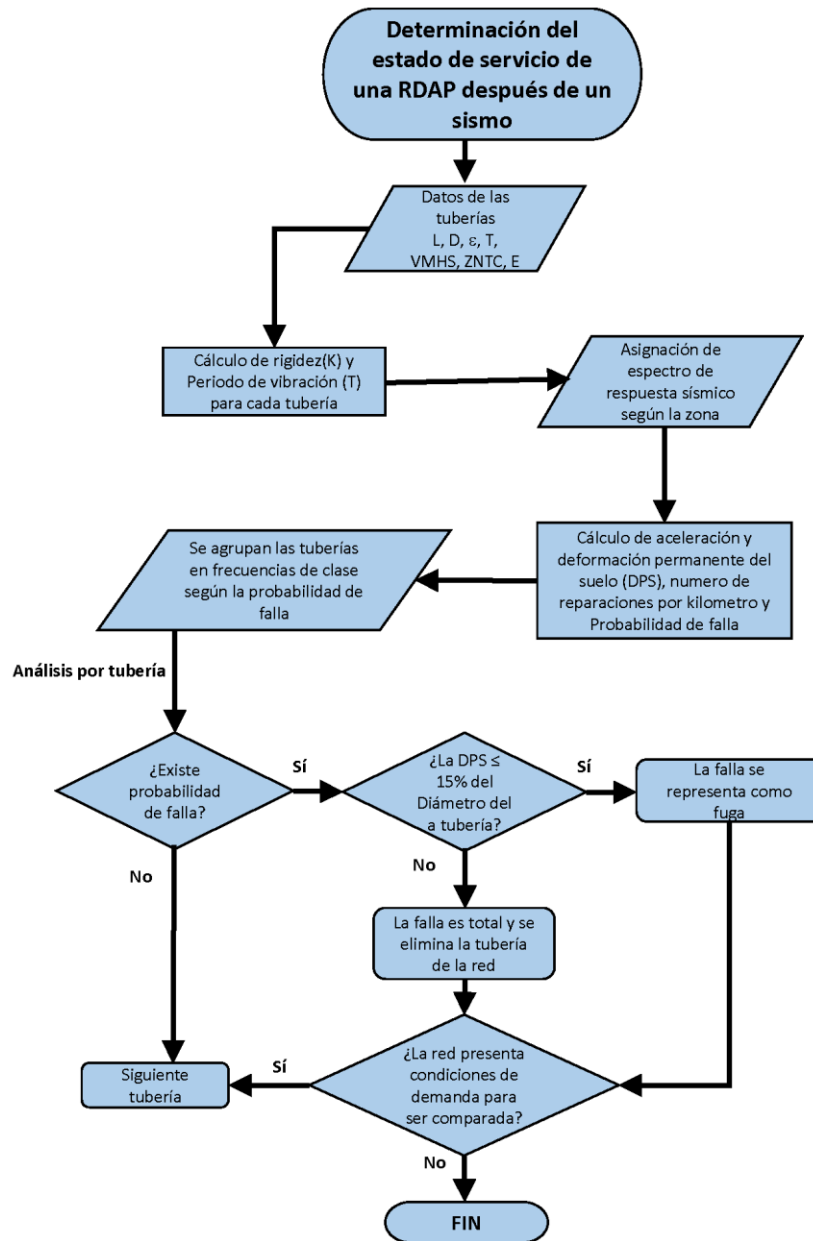 Determinación del
estado de servicio de
una RDAP después de un
sismo
Datos de las
tuberías
L, D, ε, T,
VMHS, ZNTC, E
Cálculo de rigidez(K) y
Periodo de vibración (T)
para cada tubería
Asignación de
espectro de
respuesta sísmico
según la zona
Cálculo de aceleración y
deformación permanente del
suelo (DPS), numero de
reparaciones por kilometro y
Probabilidad de falla
Se agrupan las tuberías
en frecuencias de clase
según la probabilidad de
falla
Análisis por tubería
¿Existe
probabilidad
de falla?
Sí
¿La DPS ≤
15% del
Diámetro del
a tubería?
Sí
La falla se
representa como
fuga
No
No
La falla es total y se
elimina la tubería
de la red
¿La red presenta
condiciones de
demanda para
ser comparada?
Sí
Siguiente
tubería
No
FIN